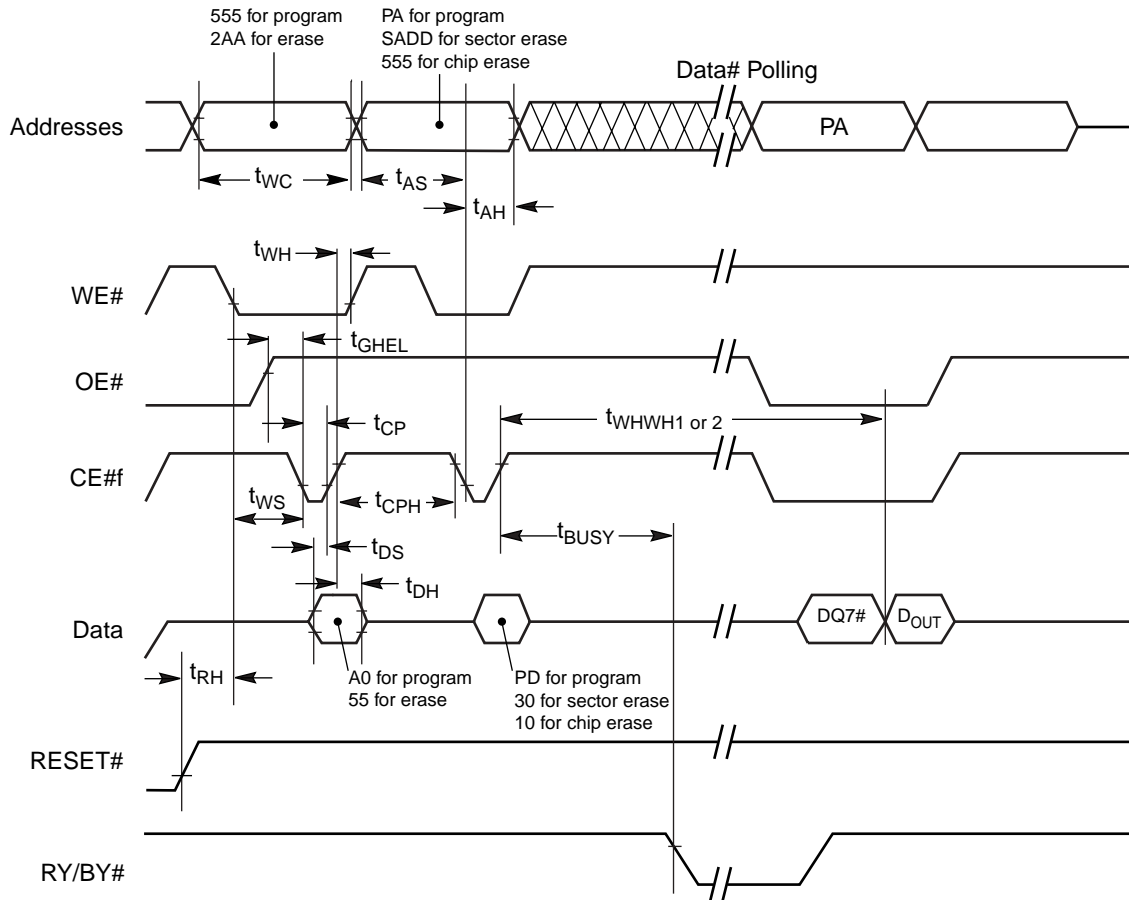 555 for program
2AA for erase
PA for program
SADD for sector erase
555 for chip erase
Data# Polling
Addresses
PA
tWC
tAS
tAH
tWH
WE#
tGHEL
OE#
tCP
tWHWH1 or 2
CE#f
tWS
tCPH
tBUSY
tDS
tDH
Data
DQ7#
DOUT
tRH
A0 for program
55 for erase
PD for program
30 for sector erase
10 for chip erase
RESET#
RY/BY#